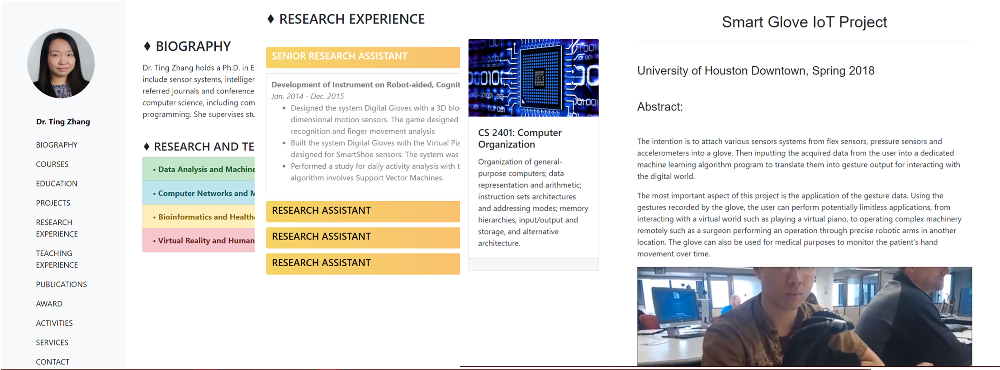 Dr. Ting Zhang
BIOGRAPHY
COURSES
EDUCATION
PROJECTS
RESEARCH
EXPERIENCE
TEACHING
EXPERIENCE
PUBLICATIONS
AWARD
ACTIVITIES
SERVICES
CONTACT
♦ BIOGRAPHY
Dr. Ting Zhang holds a Ph.D. in E
include sensor systems, intelliger
referred journals and conference
computer science, including com
programming. She supervises stu
♦ RESEARCH AND TE
• Data Analysis and Machine
• Computer Networks and M
• Bioinformatics and Healthc
• Virtual Reality and Human
♦ RESEARCH EXPERIENCE
SENIOR RESEARCH ASSISTANT
Development of Instrument on Robot-aided, Cognit
Jan. 2014 - Dec. 2015
• Designed the system Digital Gloves with a 3D blo
dimensional motion sensors. The game designed
recognition and finger movement analysis
• Built the system Digital Gloves with the Virtual Pia
designed for SmartShoe sensors. The system was
• Performed a study for daily activity analysis with t
algorithm involves Support Vector Machines.
RESEARCH ASSISTANT
RESEARCH ASSISTANT
RESEARCH ASSISTANT
CS 2401: Computer
Organization
Organization of general-
purpose computers; data
representation and arithmetic;
instruction sets architectures
and addressing modes; memory
hierarchies, input/output and
storage, and alternative
architecture.
Smart Glove IoT Project
University of Houston Downtown, Spring 2018
Abstract:
The intention is to attach various sensors systems from flex sensors, pressure sensors and
accelerometers into a glove. Then inputting the acquired data from the user into a dedicated
machine learning algorithm program to translate them into gesture output for interacting with
the digital world.
The most important aspect of this project is the application of the gesture data. Using the
gestures recorded by the glove, the user can perform potentially limitless applications, from
interacting with a virtual world such as playing a virtual piano, to operating complex machinery
remotely such as a surgeon performing an operation through precise robotic arms in another
location. The glove can also be used for medical purposes to monitor the patient's hand
movement over time.